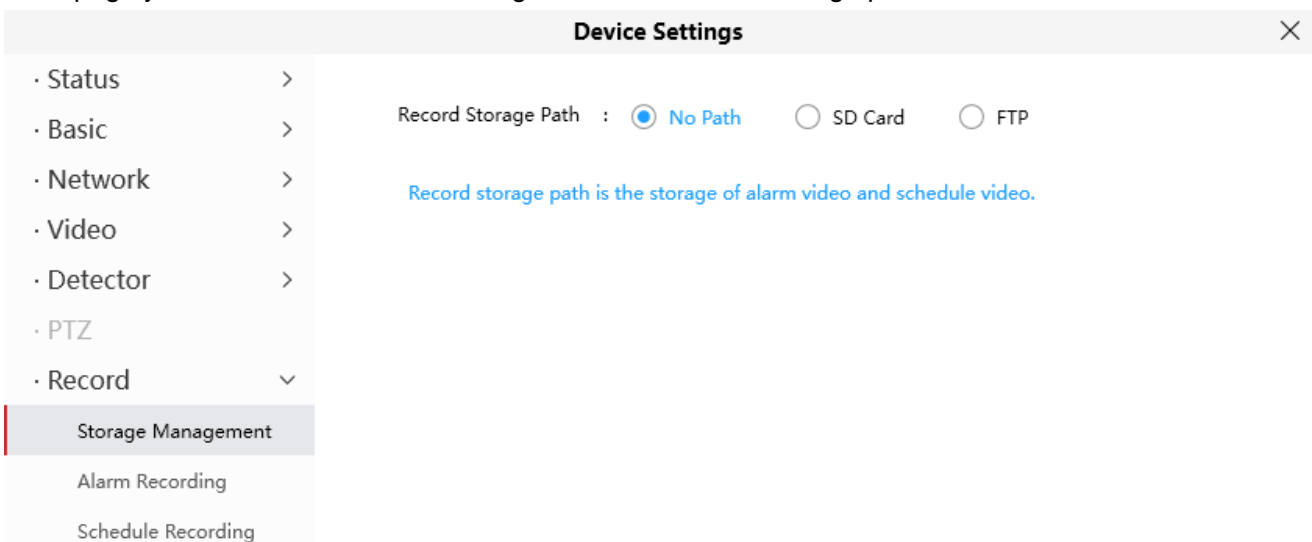 Device Settings
· Status
· Basic
· Network
· Video
· Detector
· PTZ
· Record
Storage Management
Alarm Recording
Schedule Recording
Record Storage Path : No Path SD Card FTP
Record storage path is the storage of alarm video and schedule video.